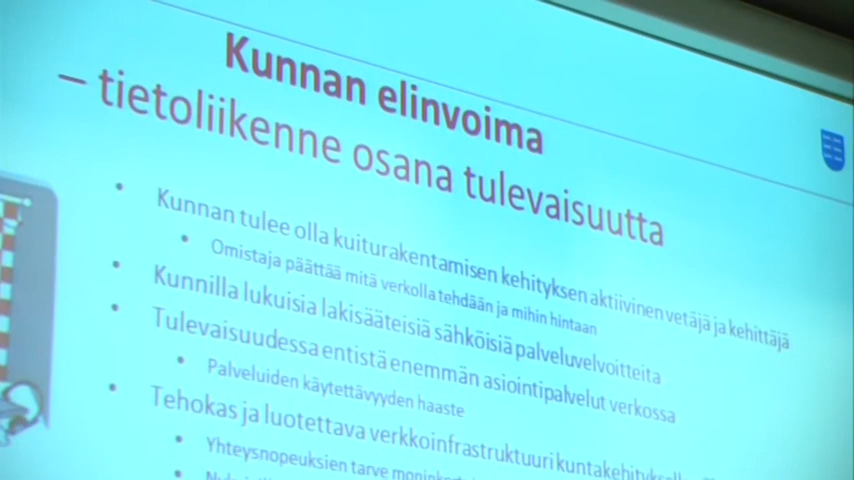 Kunnan elinvoima
– tietoliikenne osana tulevaisuutta
• Kunnan tulee olla kuiturakentamisen kehityksen aktiivinen vetäjä ja kehittäjä
• Omistaja päättää mitä verkolla tehdään ja mihin hintaan
• Kunnilla lukuisia lakisääteisiä sähköisiä palveluvelvoitteita
• Tulevaisuudessa entistä enemmän asiointipalvelut verkossa
• Palveluiden käytettävyyden haaste
• Tehokas ja luotettava verkkoinfrastruktuuri
• Yhteysnopeuksien tarve